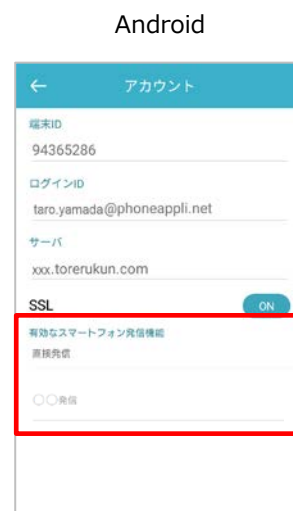 Android
← アカウント
端末ID
94365286
ログインID
taro.yamada@phoneappli.net
サーバ
xxx.torerukun.com
SSL ON
有効なスマートフォン発信機能
直接発信
○○発信